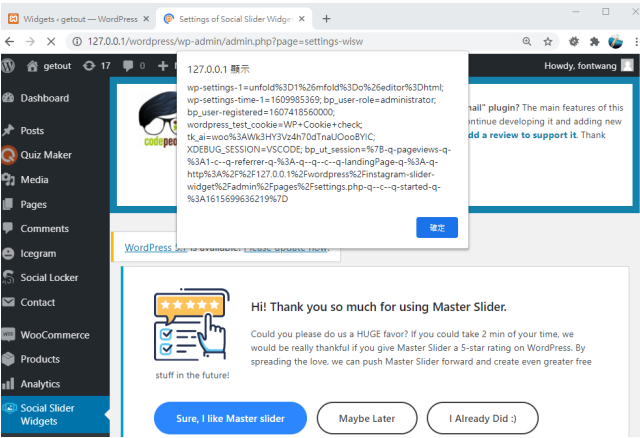 Widgets ‹ getout — WordPress ×
Settings of Social Slider Widge ×
127.0.0.1/wordpress/wp-admin/admin.php?page=settings-wisw
getout 17 0
Howdy, fontwang
127.0.0.1 顯示
wp-settings-1=unfold%3D1%26mfold%3Do%26editor%3Dhtml;
wp-settings-time-1=1609985369; bp_user-role=administrator;
bp_user-registered=1607418560000;
wordpress_test_cookie=WP+Cookie+check;
tk_ai=woo%3AWk3HY3Vz4h70dTnaUOooBYIC;
XDEBUG_SESSION=VSCODE; bp_ut_session=%7B-q-pageviews-q-
%3A1-c--q-referrer-q-%3A-q--q--c--q-landingPage-q-%3A-q-
http%3A%2F%2F127.0.0.1%2Fwordpress%2Finstagram-slider-
widget%2Fadmin%2Fpages%2Fsettings.php-q--c--q-started-q-
%3A1615699636219%7D
確定
Dashboard
Posts
Quiz Maker
Media
Pages
Comments
Icegram
Social Locker
Contact
WooCommerce
Products
Analytics
Social Slider
Widgets
codep
ail" plugin? The main features of this
ntinue developing it and adding new
dd a review to support it. Thank
WordPress 5.7 is available! Please update now.
Hi! Thank you so much for using Master Slider.
Could you please do us a HUGE favor? If you could take 2 min of your time, we
would be really thankful if you give Master Slider a 5-star rating on WordPress. By
spreading the love, we can push Master Slider forward and create even greater free
stuff in the future!
Sure, I like Master slider
Maybe Later
I Already Did :)